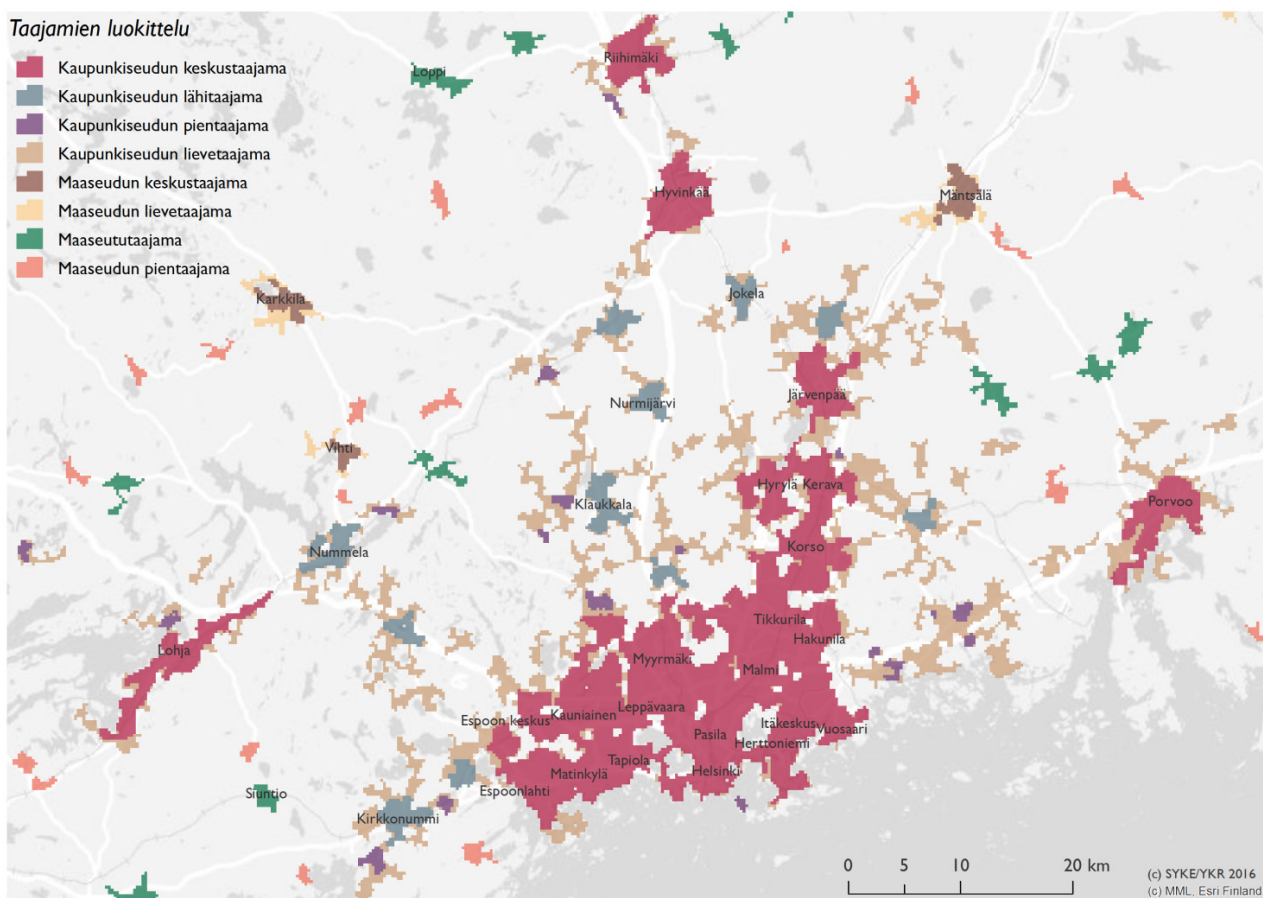 Taajamien luokittelu
Kaupunkiseudun keskustaajama
Kaupunkiseudun lähitaajama
Kaupunkiseudun pientaajama
Kaupunkiseudun lievetaajama
Maaseudun keskustaajama
Maaseudun lievetaajama
Maaseututaajama
Maaseudun pientaajama
Riihimäki
Loppi
Hyvinkää
Mäntsälä
Karkkila
Jokela
Järvenpää
Nurmijärvi
Vihti
Hyrylä
Kerava
Klaukkala
Porvoo
Nummela
Korso
Tikkurila
Hakunila
Lohja
Myyrmäki
Malmi
Leppävaara
Kauniainen
Espoon keskus
Itäkeskus
Vuosaari
Pasila
Herttoniemi
Tapiola
Helsinki
Matinkylä
Espoonlahti
Siuntio
Kirkkonummi
0 5 10 20 km
(c) SYKE/YKR 2016
(c) MML, Esri Finland